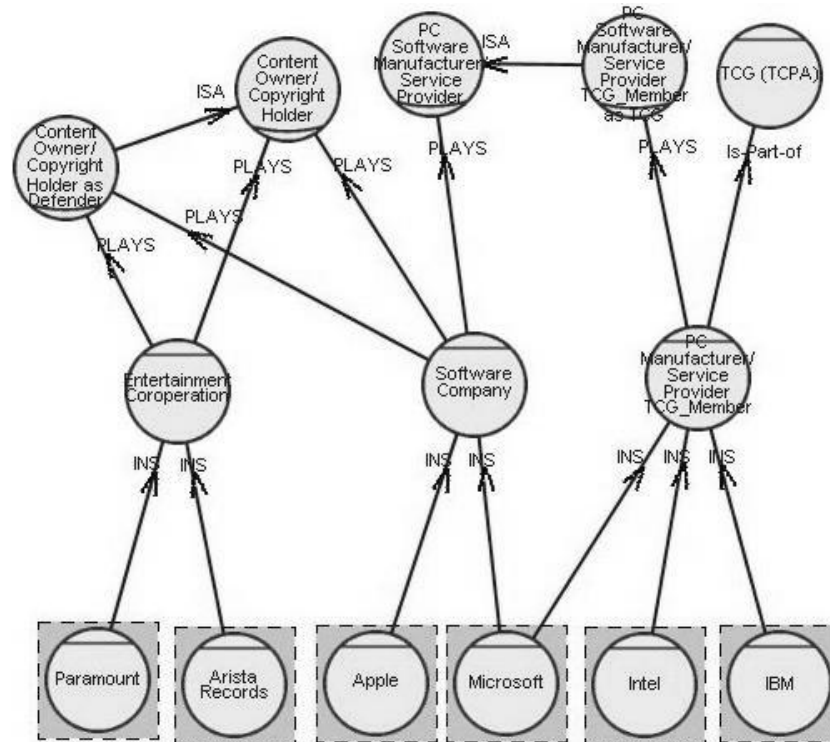 PC
Software
Manufacturer/
Service
Provider
PC
Software
Manufacturer/
Service
Provider
TCG_Member
as TCG
TCG (TCPA)
Content
Owner/
Copyright
Holder
ISA
ISA
Content
Owner/
Copyright
Holder as
Defender
PLAYS
PLAYS
PLAYS
PLAYS
Is-Part-of
PLAYS
PLAYS
Entertainment
Coroperation
Software
Company
PC
Manufacturer/
Service
Provider
TCG_Member
INS
INS
INS
INS
INS
INS
INS
Paramount
Arista
Records
Apple
Microsoft
Intel
IBM